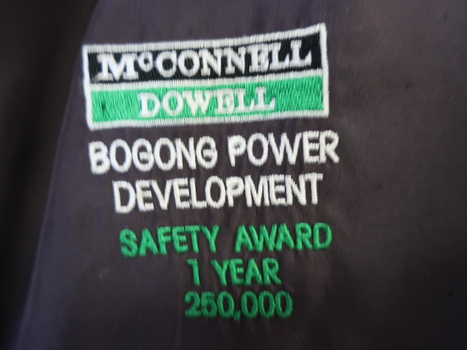 McCONNELL
DOWELL
BOGONG POWER
DEVELOPMENT
SAFETY AWARD
1 YEAR
250,000